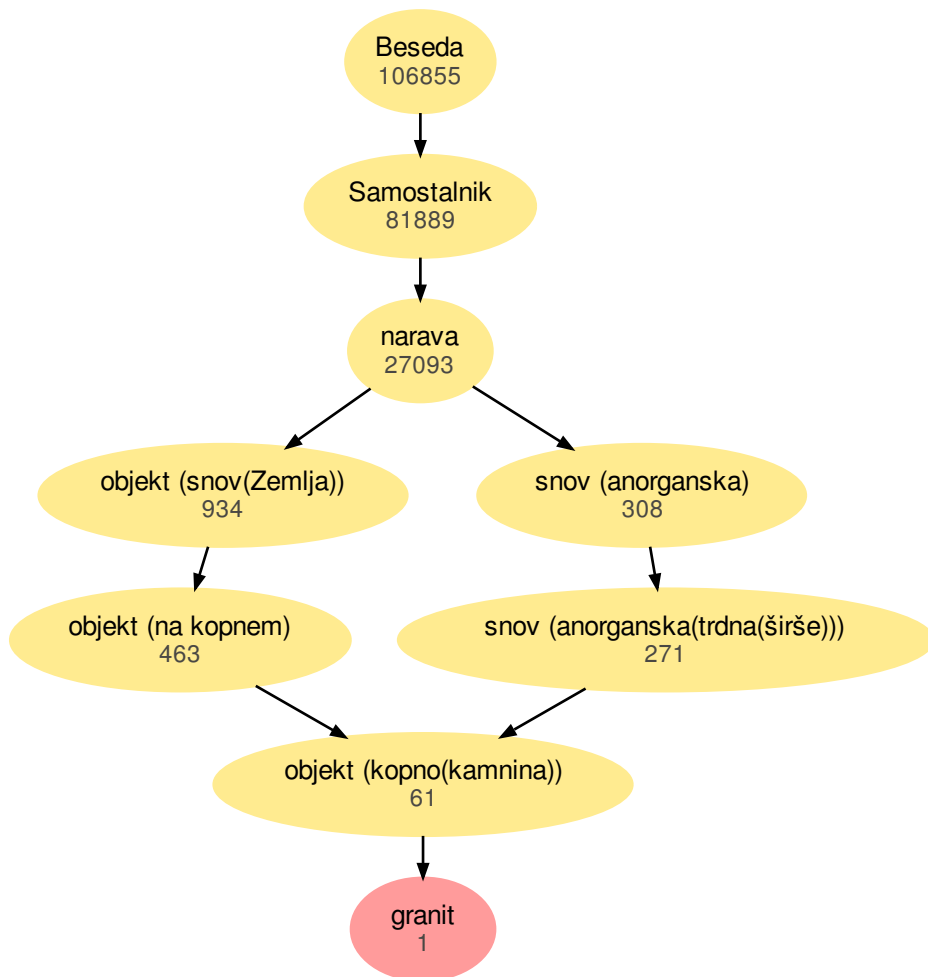 Beseda
106855
Samostalnik
81889
narava
27093
objekt (snov(Zemlja))
934
snov (anorganska)
308
objekt (na kopnem)
463
snov (anorganska(trdna(širše)))
271
objekt (kopno(kamnina))
61
granit
1